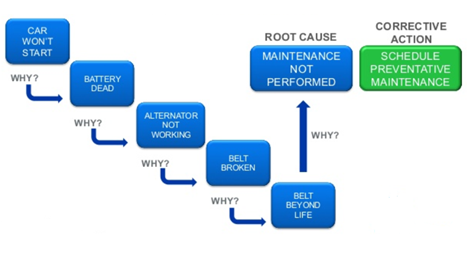 CAR
WON'T
START
WHY?
BATTERY
DEAD
WHY?
ALTERNATOR
NOT
WORKING
WHY?
BELT
BROKEN
WHY?
BELT
BEYOND
LIFE
WHY?
ROOT CAUSE
MAINTENANCE
NOT
PERFORMED
CORRECTIVE
ACTION
SCHEDULE
PREVENTATIVE
MAINTENANCE